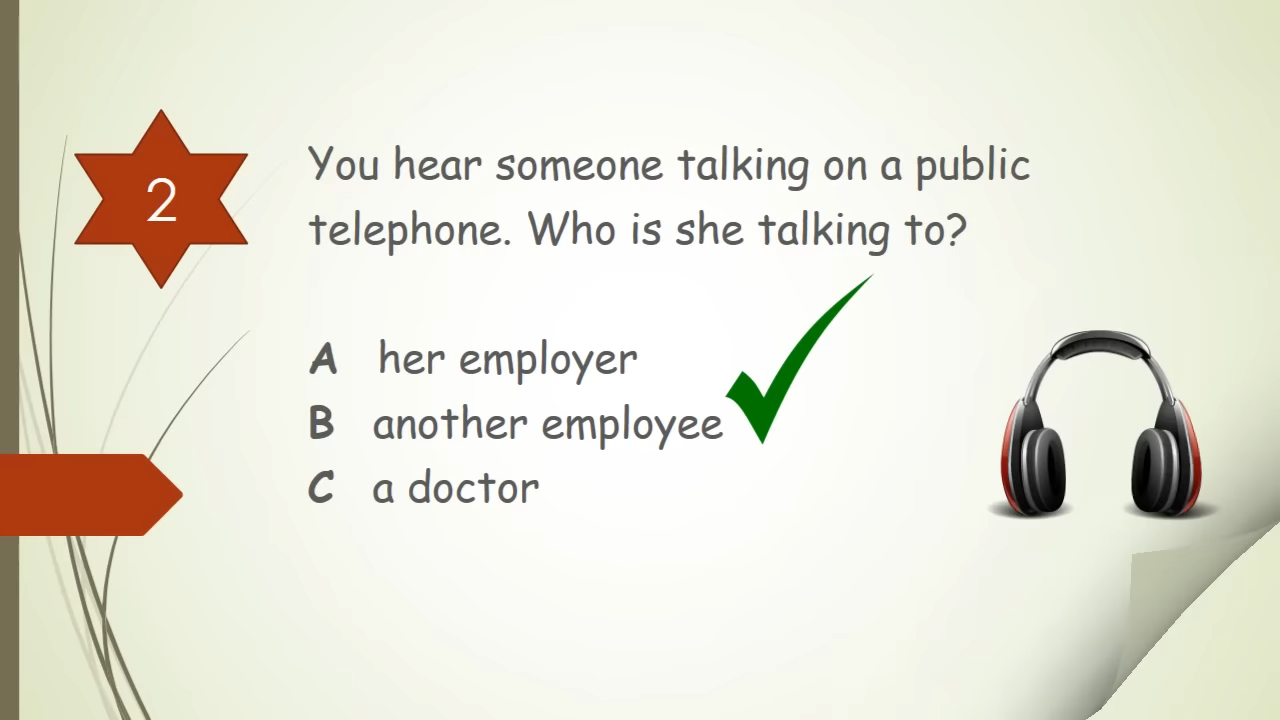 2
You hear someone talking on a public
telephone. Who is she talking to?
A her employer
B another employee
C a doctor